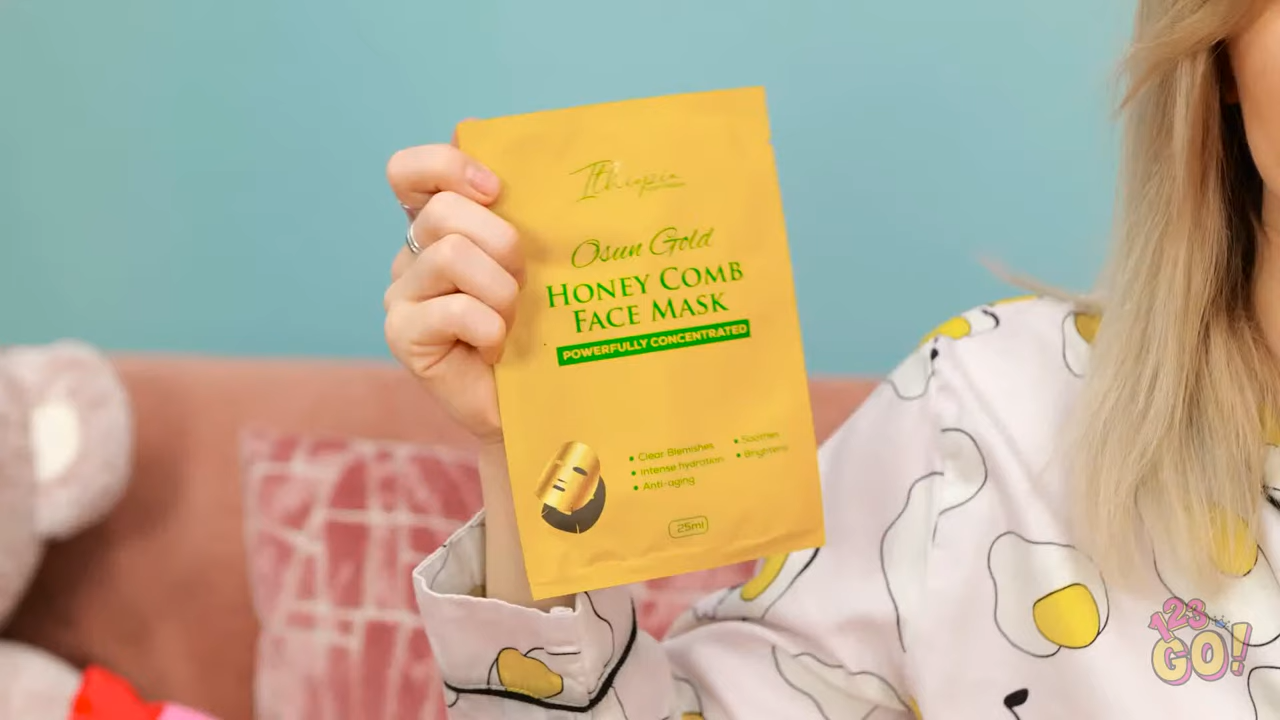 Ithiopia
Osun Gold
HONEY COMB
FACE MASK
POWERFULLY CONCENTRATED
• Clear Blemishes
• Intense hydration
• Anti-aging
• Soothes
• Brightens
25ml
123
GO!